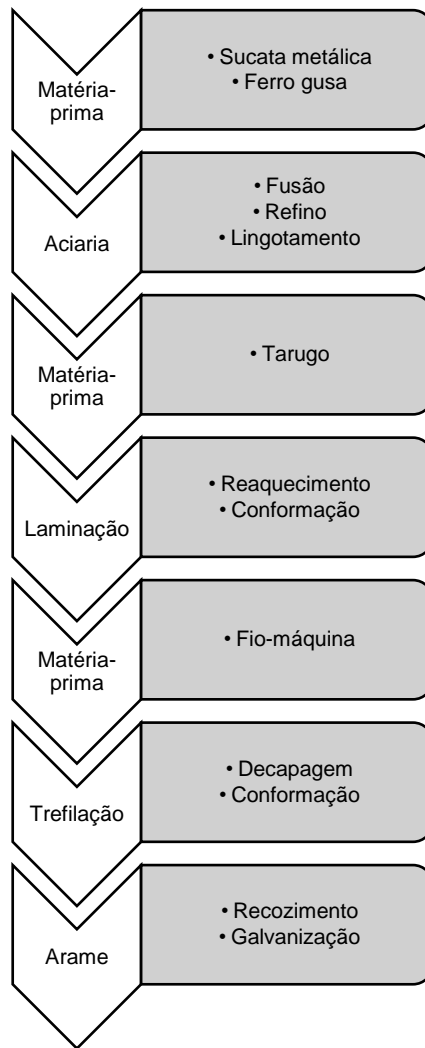 Matéria-
prima
• Sucata metálica
• Ferro gusa
Aciaria
• Fusão
• Refino
• Lingotamento
Matéria-
prima
• Tarugo
Laminação
• Reaquecimento
• Conformação
Matéria-
prima
• Fio-máquina
Trefilação
• Decapagem
• Conformação
Arame
• Recozimento
• Galvanização